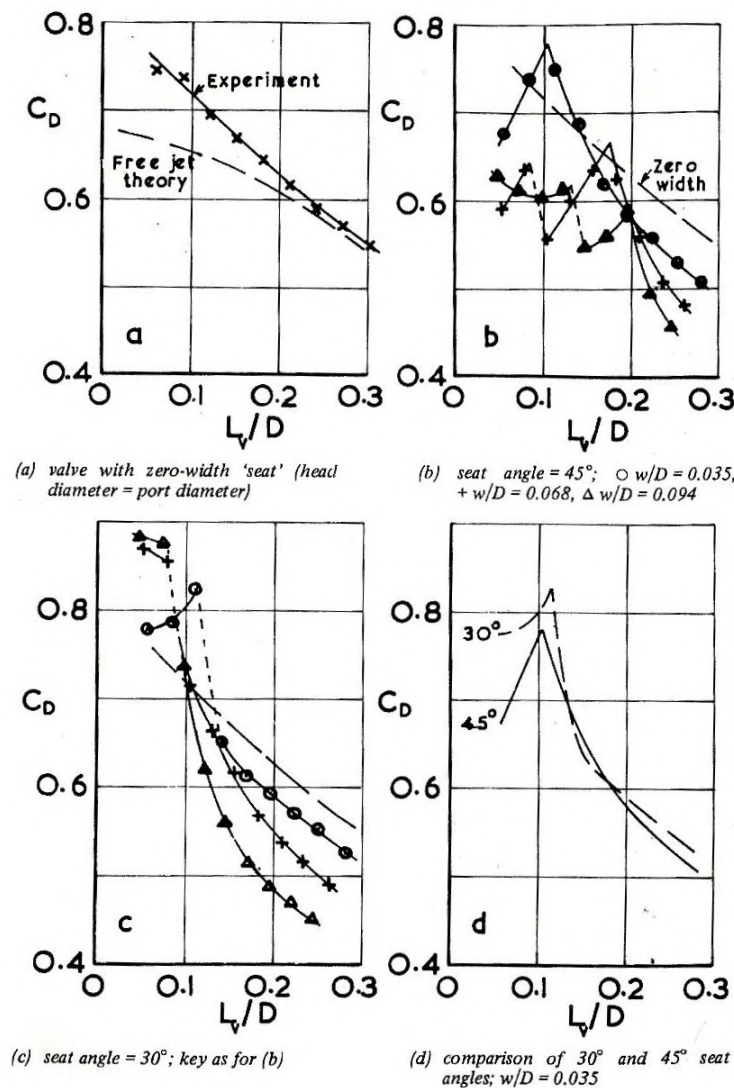 0.8
C_D
0.6
0.4
Experiment
Free jet
theory
a
0 0.1 0.2 0.3
L_v/D
0.8
C_D
0.6
0.4
Zero
width
b
0 0.1 0.2 0.3
L_v/D
(a) valve with zero-width 'seat' (head
diameter = port diameter)
(b) seat angle = 45°; ○ w/D = 0.035,
+ w/D = 0.068, Δ w/D = 0.094
0.8
C_D
0.6
0.4
c
0 0.1 0.2 0.3
L_v/D
0.8
C_D
0.6
0.4
30°
45°
d
0 0.1 0.2 0.3
L_v/D
(c) seat angle = 30°; key as for (b)
(d) comparison of 30° and 45° seat
angles; w/D = 0.035